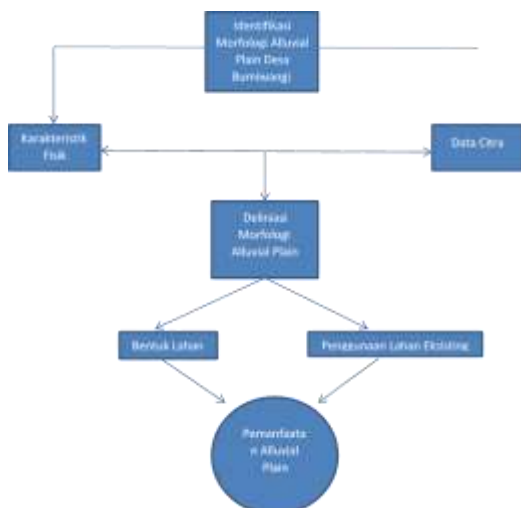 Identifikasi
Morfologi Alluvial
Plain Desa
Bumiwangi
Karakteristik
Fisik
Data Citra
Deliniasi
Morfologi
Alluvial Plain
Bentuk Lahan
Penggunaan Lahan Eksisting
Pemanfaata
n Alluvial
Plain